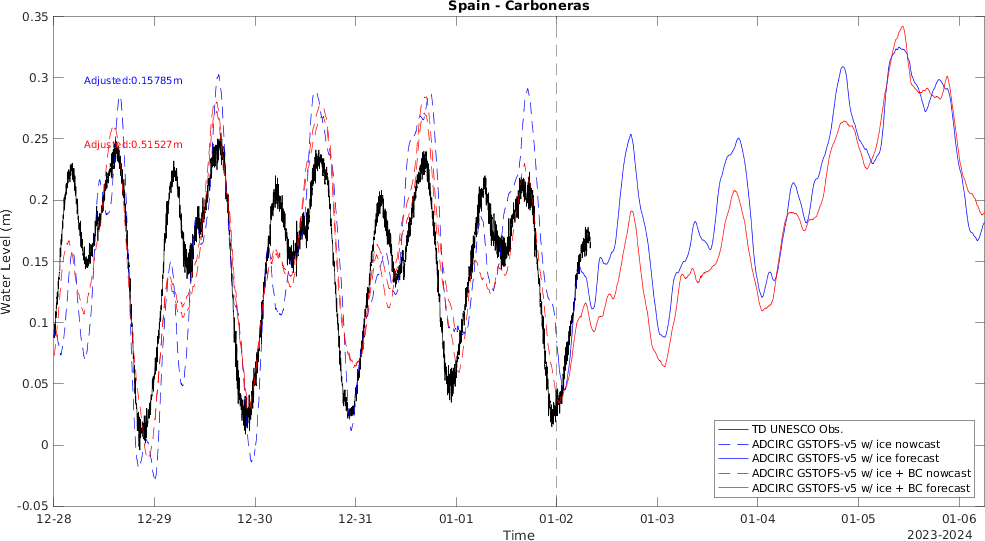 Spain - Carboneras
0.35
0.3
0.25
0.2
0.15
0.1
0.05
0
-0.05
Water Level (m)
Adjusted:0.15785m
Adjusted:0.51527m
TD UNESCO Obs.
ADCIRC GSTOFS-v5 w/ ice nowcast
ADCIRC GSTOFS-v5 w/ ice forecast
ADCIRC GSTOFS-v5 w/ ice + BC nowcast
ADCIRC GSTOFS-v5 w/ ice + BC forecast
12-28 12-29 12-30 12-31 01-01 01-02 01-03 01-04 01-05 01-06
Time
2023-2024